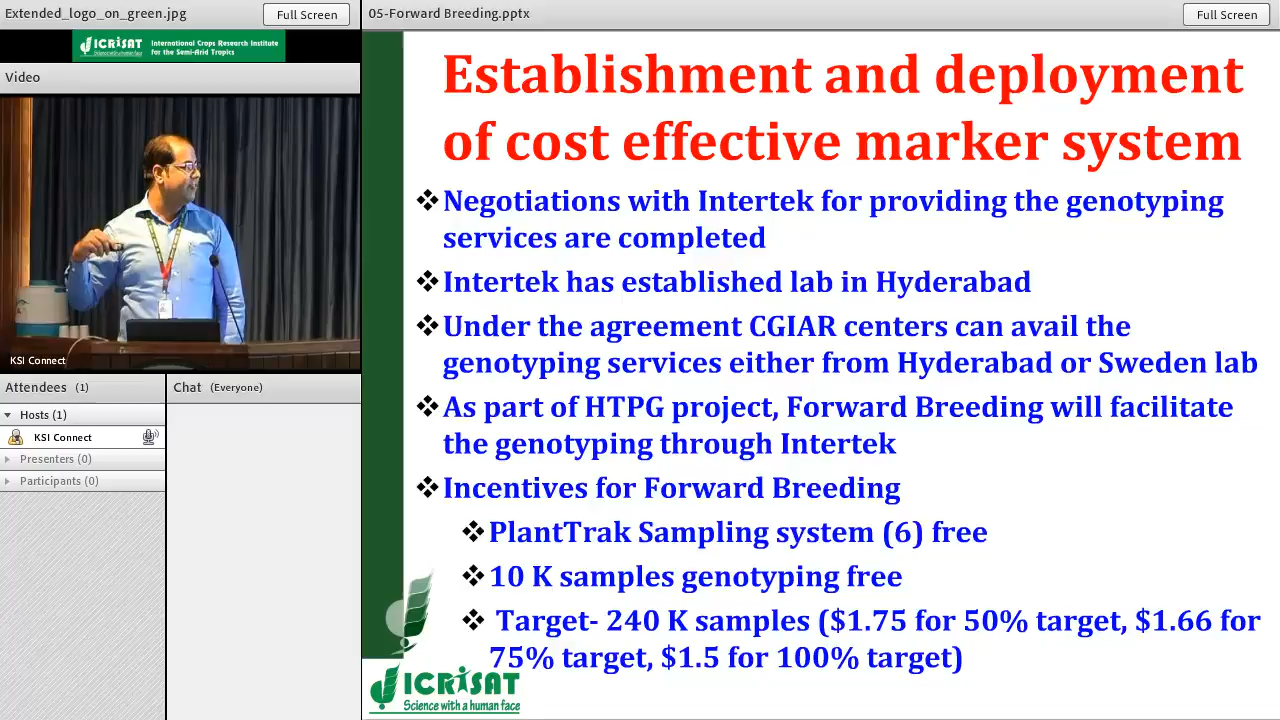 Extended_logo_on_green.jpg
Full Screen
05-Forward Breeding.pptx
Full Screen
ICRISAT
Science with a human face
International Crops Research Institute
for the Semi-Arid Tropics
Video
KSI Connect
Attendees (1)
Hosts (1)
KSI Connect
Presenters (0)
Participants (0)
Chat (Everyone)
Establishment and deployment
of cost effective marker system
❖Negotiations with Intertek for providing the genotyping
services are completed
❖Intertek has established lab in Hyderabad
❖Under the agreement CGIAR centers can avail the
genotyping services either from Hyderabad or Sweden lab
❖As part of HTPG project, Forward Breeding will facilitate
the genotyping through Intertek
❖Incentives for Forward Breeding
❖PlantTrak Sampling system (6) free
❖10 K samples genotyping free
❖ Target- 240 K samples ($1.75 for 50% target, $1.66 for
75% target, $1.5 for 100% target)
ICRISAT
Science with a human face